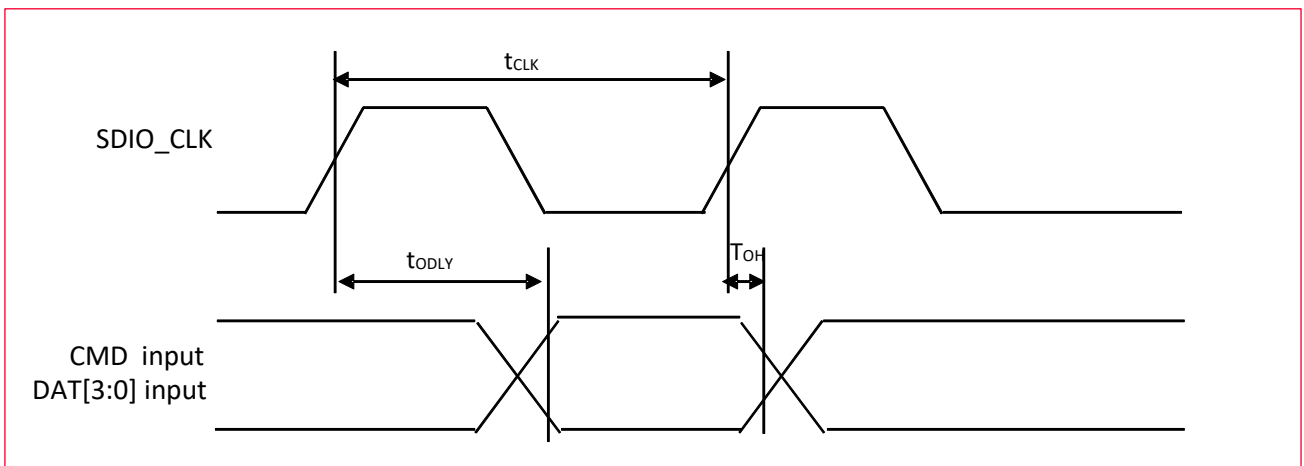 tCLK
SDIO_CLK
tODLY
TOH
CMD input
DAT[3:0] input